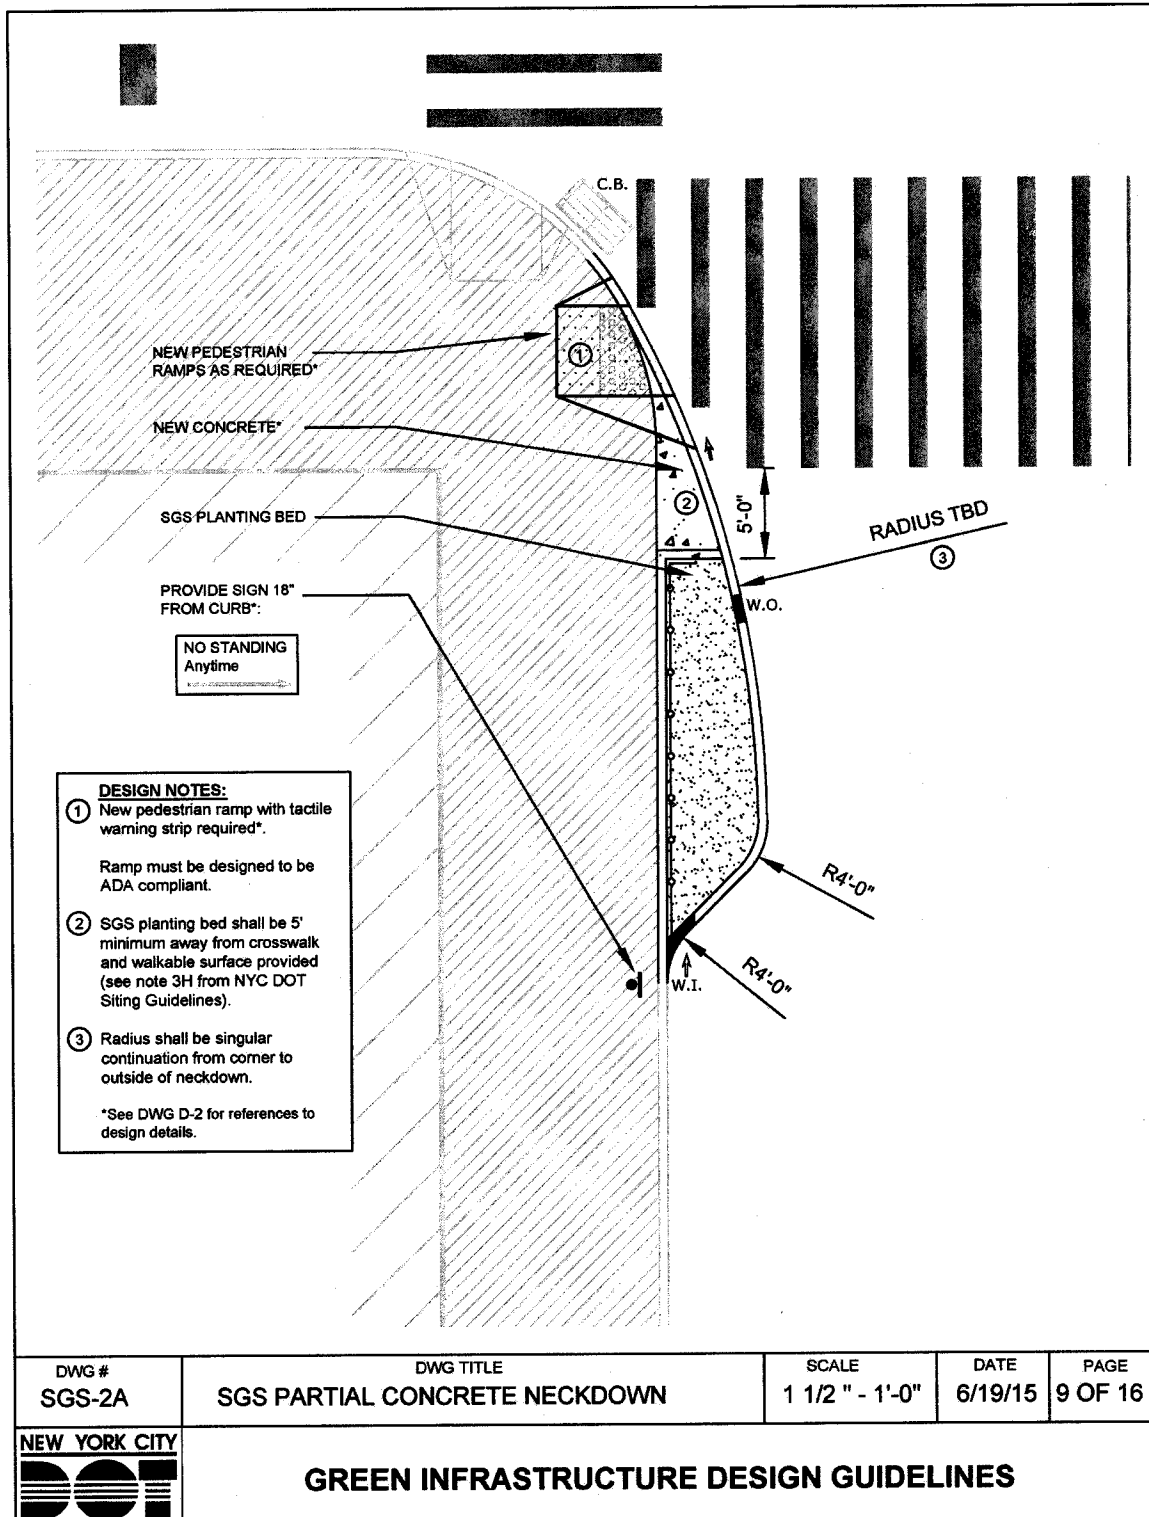 C.B.
NEW PEDESTRIAN
RAMPS AS REQUIRED*
1
NEW CONCRETE*
2
5'-0"
SGS PLANTING BED
RADIUS TBD
3
PROVIDE SIGN 18"
FROM CURB*:
W.O.
NO STANDING
Anytime
DESIGN NOTES:
1 New pedestrian ramp with tactile
warning strip required*.
Ramp must be designed to be
ADA compliant.
2 SGS planting bed shall be 5'
minimum away from crosswalk
and walkable surface provided
(see note 3H from NYC DOT
Siting Guidelines).
3 Radius shall be singular
continuation from corner to
outside of neckdown.
*See DWG D-2 for references to
design details.
R4'-0"
R4'-0"
W.I.
DWG #
SGS-2A
DWG TITLE
SGS PARTIAL CONCRETE NECKDOWN
SCALE
1 1/2 " - 1'-0"
DATE
6/19/15
PAGE
9 OF 16
NEW YORK CITY
DOT
GREEN INFRASTRUCTURE DESIGN GUIDELINES